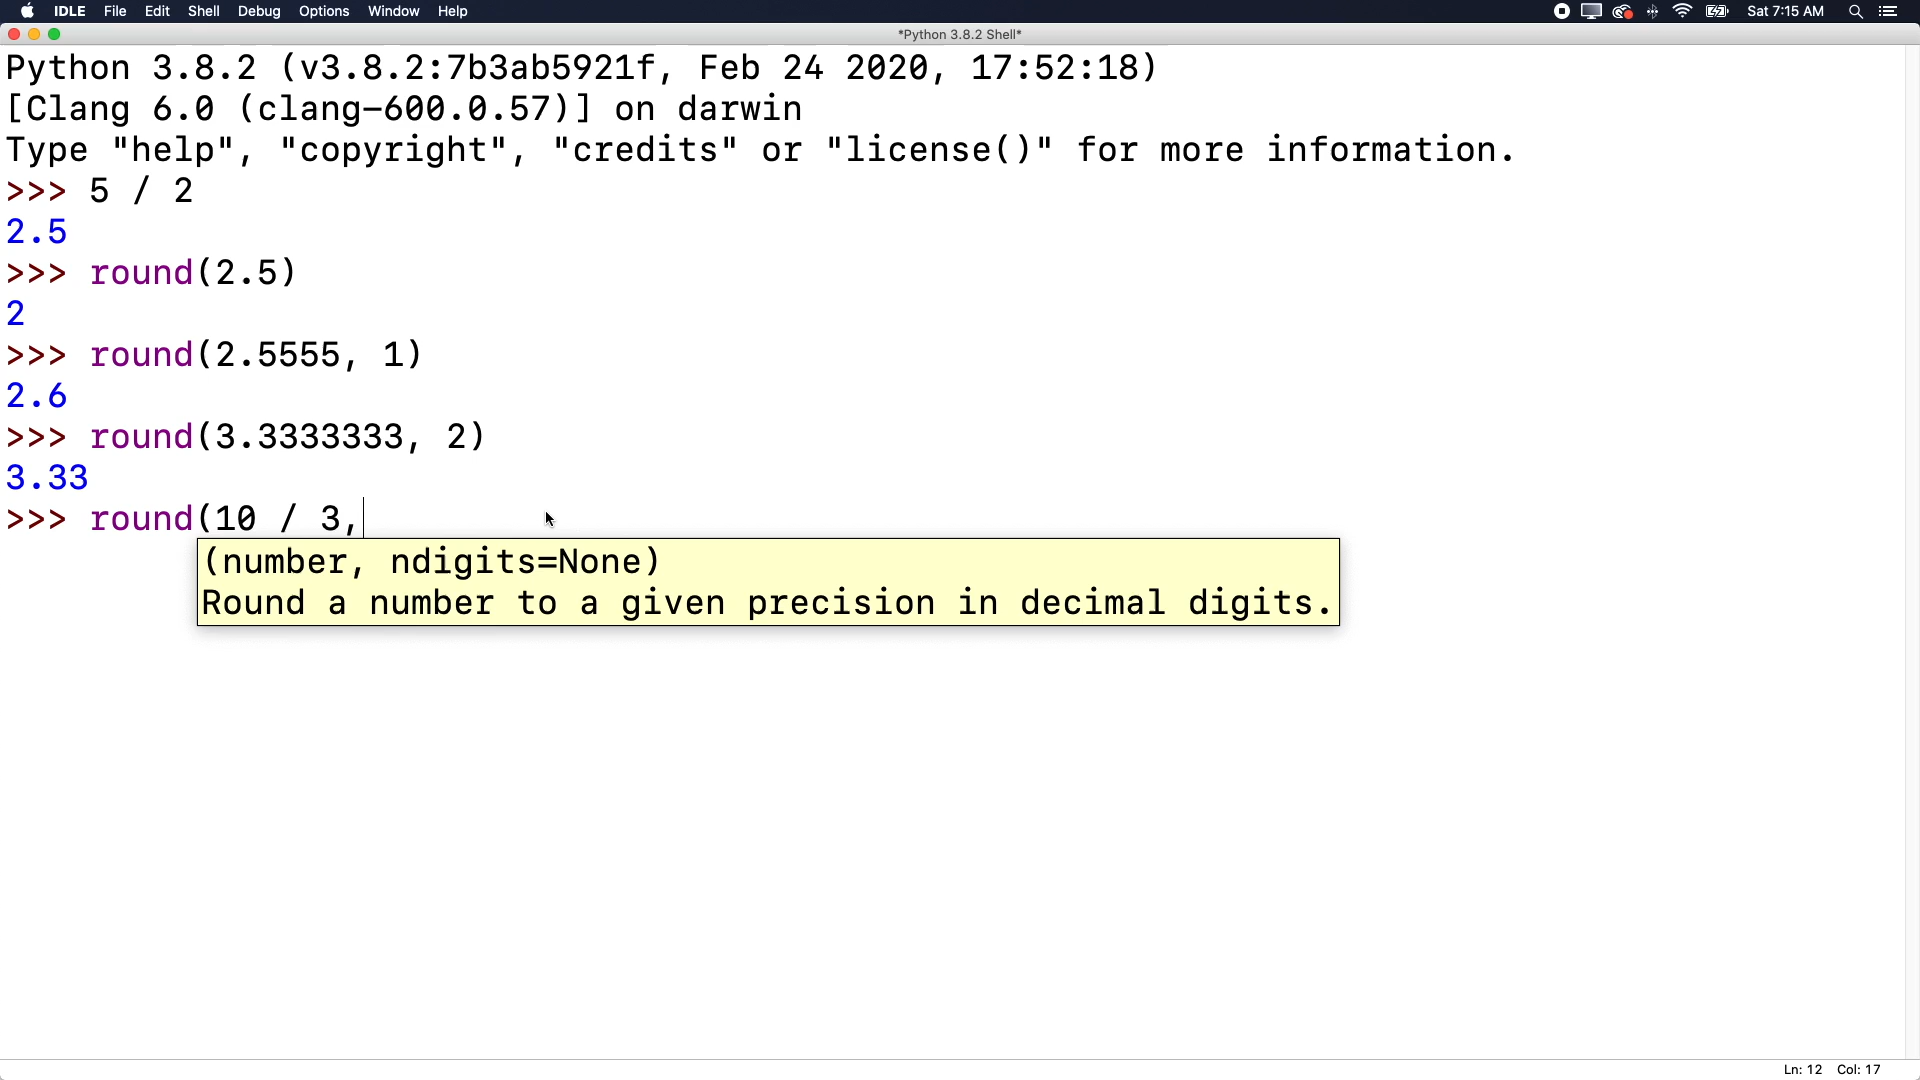 IDLE File Edit Shell Debug Options Window Help Sat 7:15 AM
*Python 3.8.2 Shell*
Python 3.8.2 (v3.8.2:7b3ab5921f, Feb 24 2020, 17:52:18)
[Clang 6.0 (clang-600.0.57)] on darwin
Type "help", "copyright", "credits" or "license()" for more information.
>>> 5 / 2
2.5
>>> round(2.5)
2
>>> round(2.5555, 1)
2.6
>>> round(3.3333333, 2)
3.33
>>> round(10 / 3,
(number, ndigits=None)
Round a number to a given precision in decimal digits.
Ln: 12 Col: 17